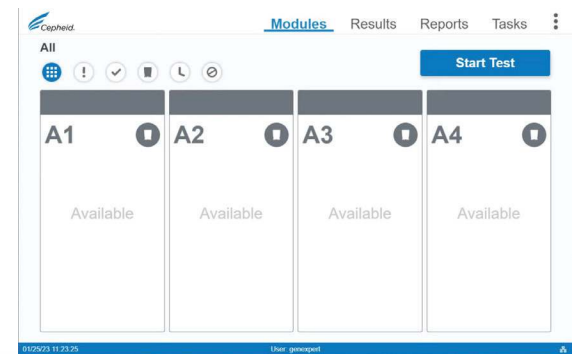 Cepheid.
Modules Results Reports Tasks
All
Start Test
A1 A2 A3 A4
Available Available Available Available
01/25/23 11:23:25 User: genexpert